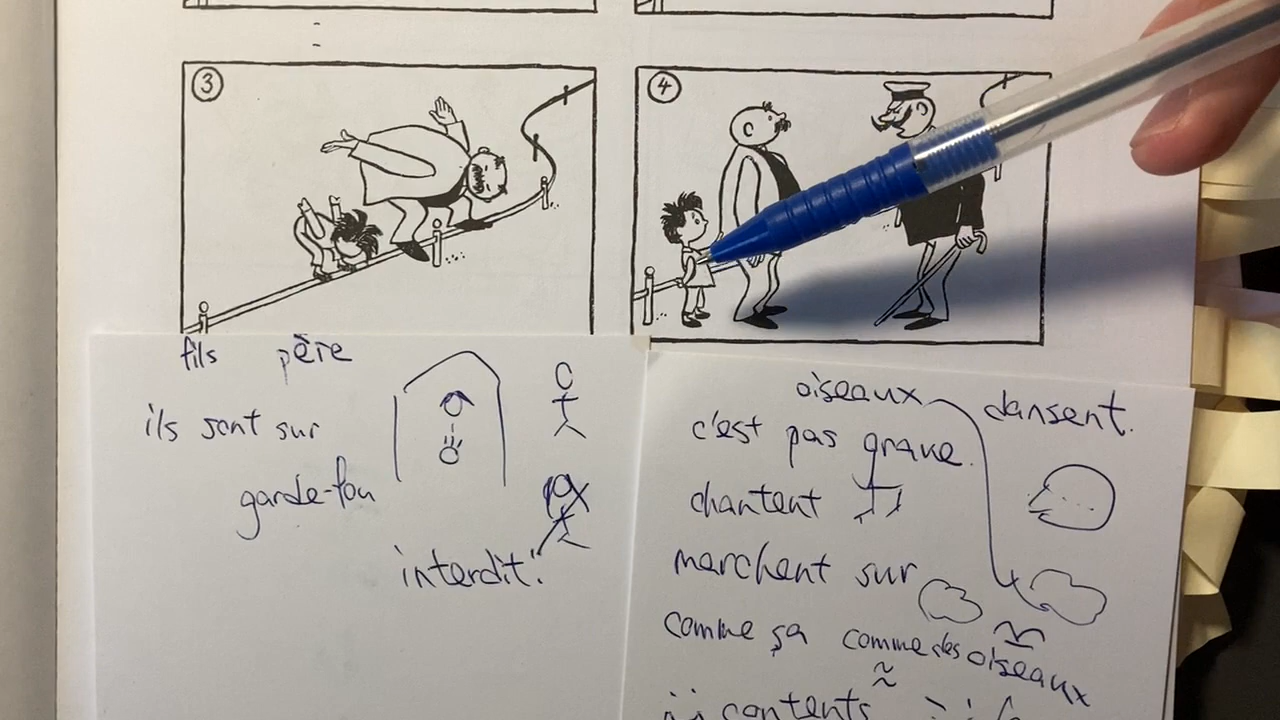 3
4
fils père
ils sont sur
garde-fou
interdit!
oiseaux dansent.
c'est pas grave.
chantent
marchent sur
comme ça comme des oiseaux
contents